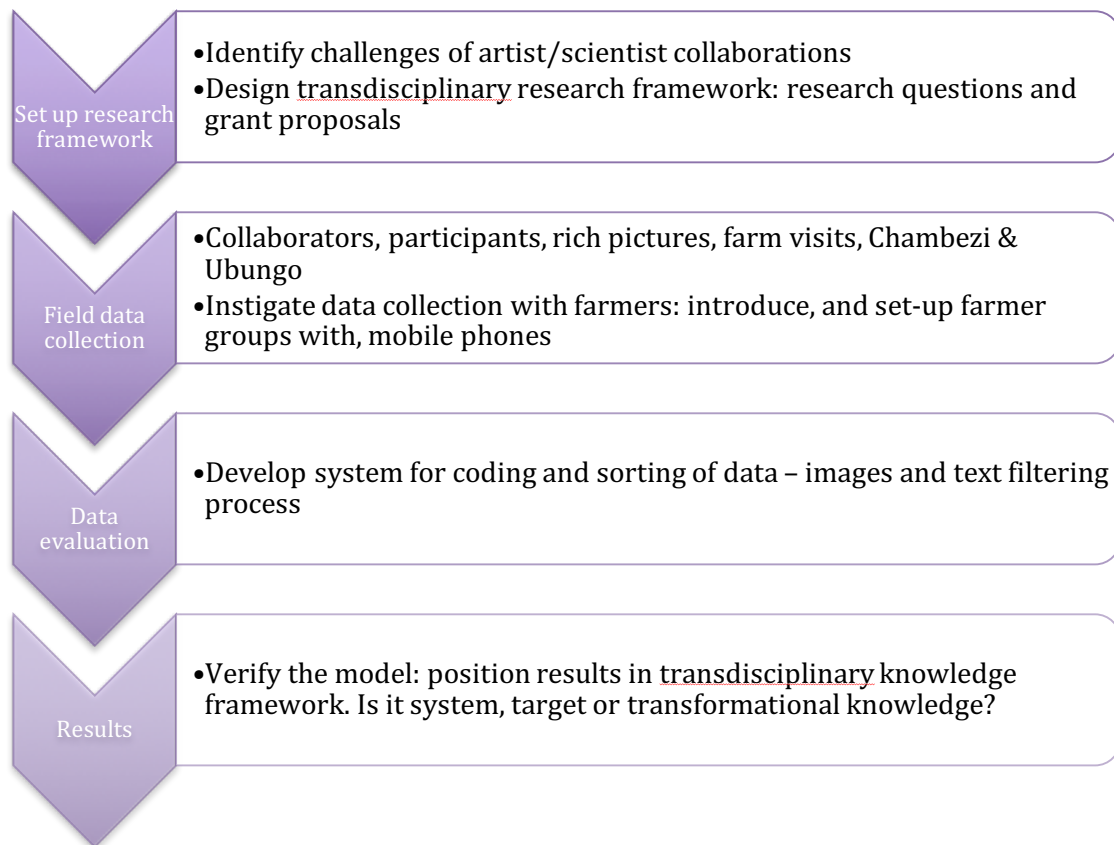 Set up research
framework
•Identify challenges of artist/scientist collaborations
•Design transdisciplinary research framework: research questions and
grant proposals
Field data
collection
•Collaborators, participants, rich pictures, farm visits, Chambezi &
Ubungo
•Instigate data collection with farmers: introduce, and set-up farmer
groups with, mobile phones
Data
evaluation
•Develop system for coding and sorting of data – images and text filtering
process
Results
•Verify the model: position results in transdisciplinary knowledge
framework. Is it system, target or transformational knowledge?